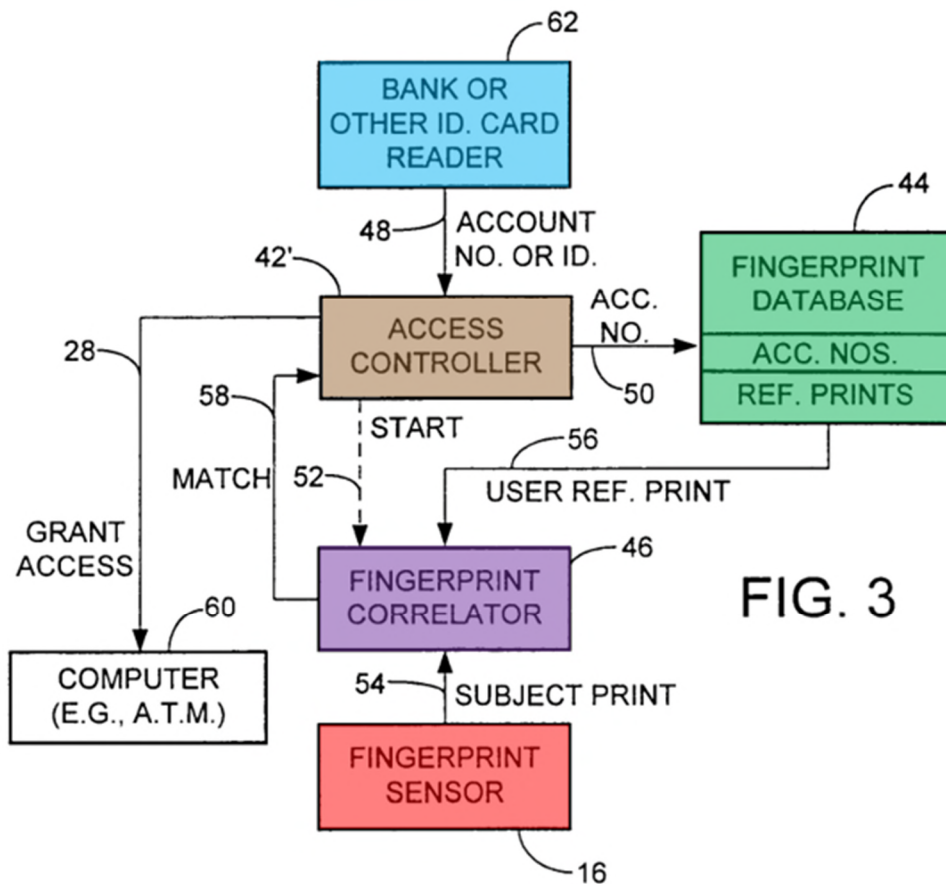 62
BANK OR
OTHER ID. CARD
READER
48
ACCOUNT
NO. OR ID.
44
42'
FINGERPRINT
DATABASE
ACC. NOS.
REF. PRINTS
ACCESS
CONTROLLER
ACC.
NO.
50
28
58
START
56
MATCH
52
USER REF. PRINT
GRANT
ACCESS
46
FINGERPRINT
CORRELATOR
FIG. 3
60
COMPUTER
(E.G., A.T.M.)
54
SUBJECT PRINT
FINGERPRINT
SENSOR
16